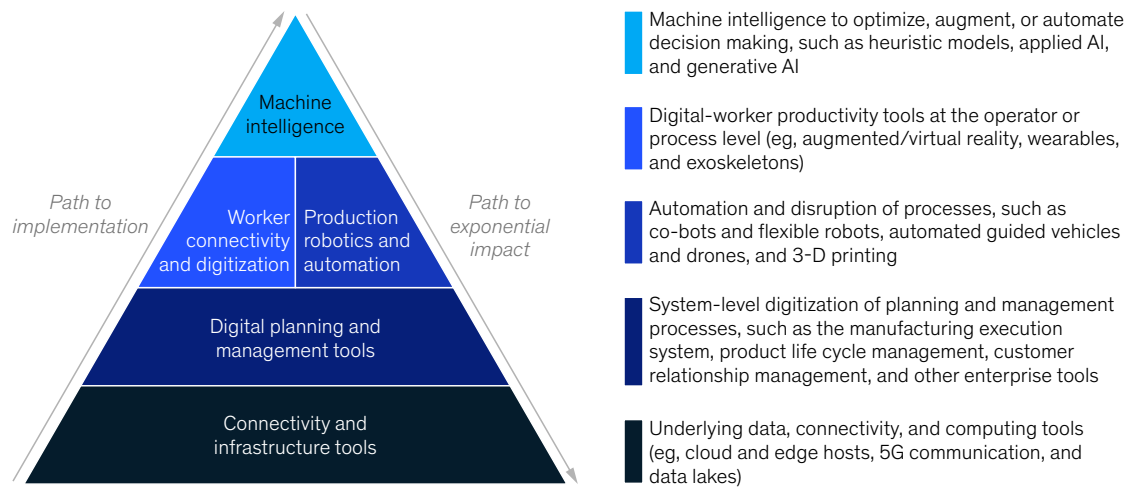 Machine
intelligence
Path to
implementation
Worker
connectivity
and digitization
Production
robotics and
automation
Path to
exponential
impact
Digital planning and
management tools
Connectivity and
infrastructure tools
Machine intelligence to optimize, augment, or automate
decision making, such as heuristic models, applied AI,
and generative AI
Digital-worker productivity tools at the operator or
process level (eg, augmented/virtual reality, wearables,
and exoskeletons)
Automation and disruption of processes, such as
co-bots and flexible robots, automated guided vehicles
and drones, and 3-D printing
System-level digitization of planning and management
processes, such as the manufacturing execution
system, product life cycle management, customer
relationship management, and other enterprise tools
Underlying data, connectivity, and computing tools
(eg, cloud and edge hosts, 5G communication, and
data lakes)